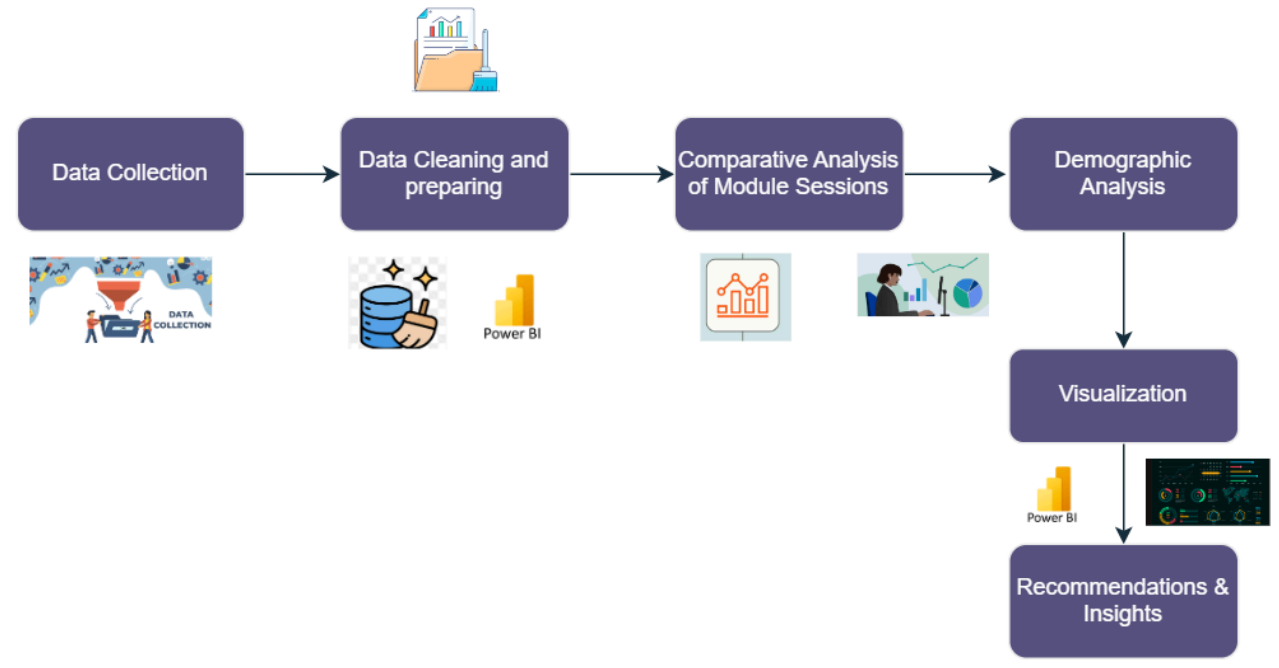 Data Collection
Data Cleaning and
preparing
Comparative Analysis
of Module Sessions
Demographic
Analysis
DATA
COLLECTION
Power BI
Visualization
Power BI
Recommendations &
Insights